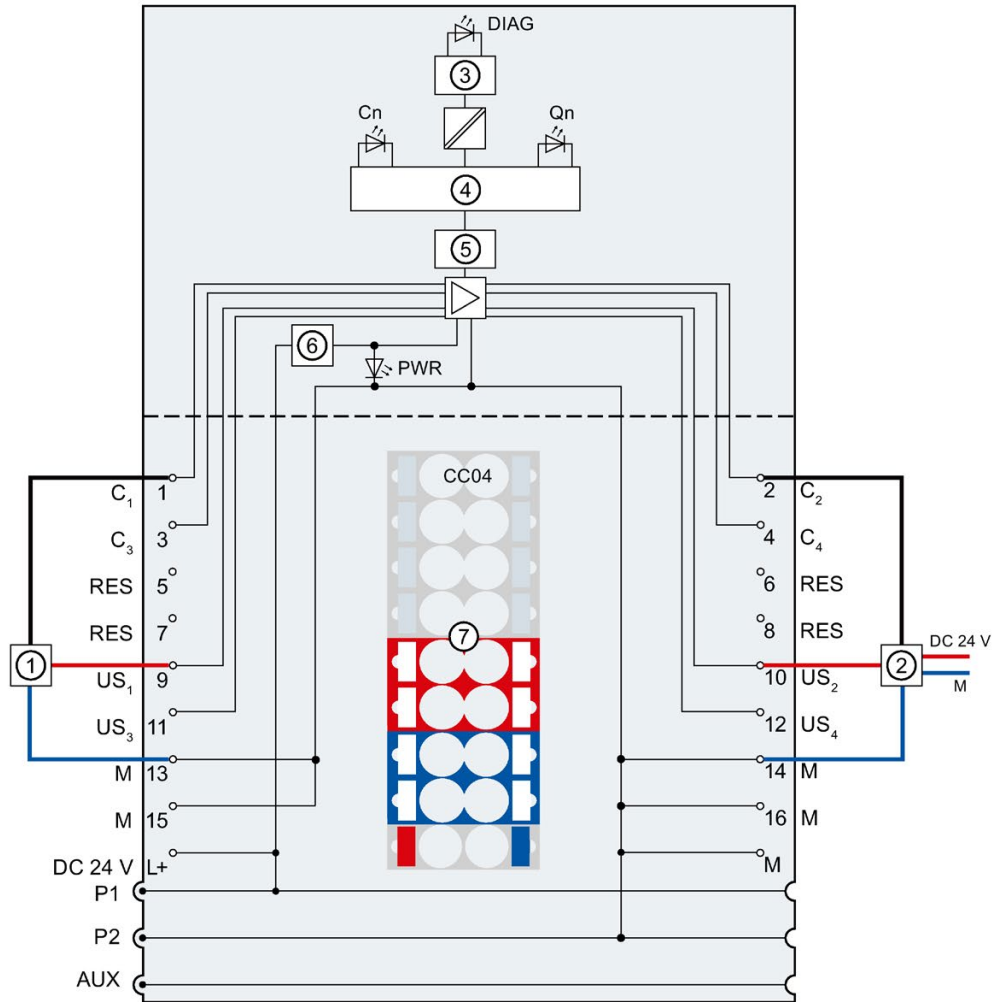 DIAG
③
Cn
Qn
④
⑤
⑥
PWR
CC04
C₁ 1
2 C₂
C₃ 3
4 C₄
RES 5
6 RES
RES 7
8 RES
⑦
DC 24 V
①
②
US₁ 9
10 US₂
M
US₃ 11
12 US₄
M 13
14 M
M 15
16 M
DC 24 V L+
M
P1
P2
AUX